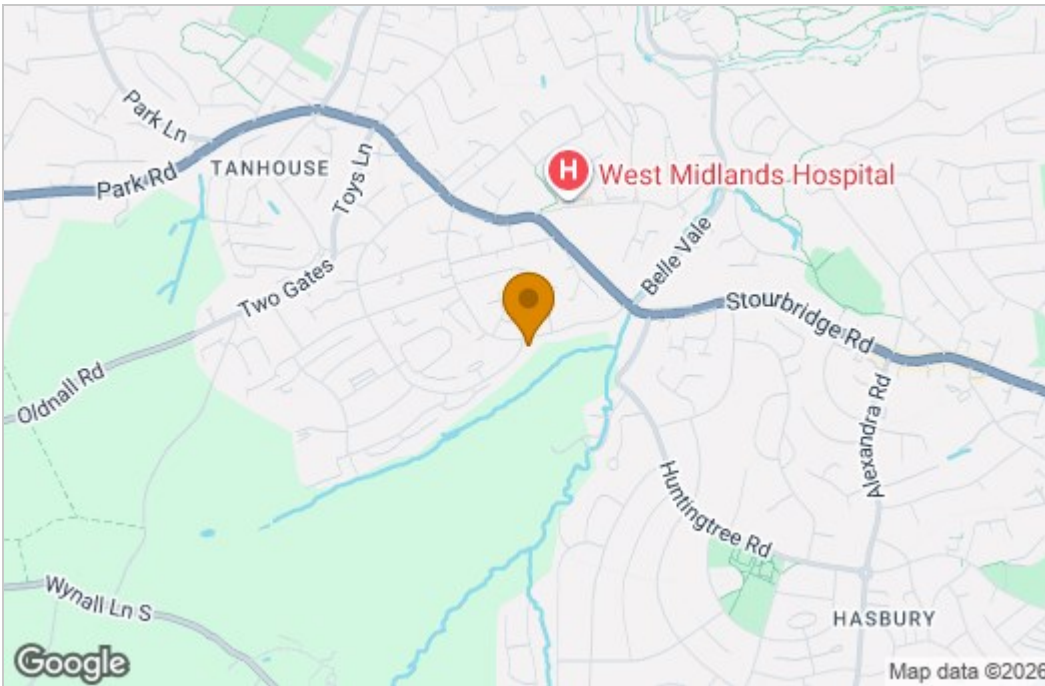 Park Ln
Park Rd
TANHOUSE
Toys Ln
H
West Midlands Hospital
Belle Vale
Two Gates
Stourbridge Rd
Oldnall Rd
Alexandra Rd
Huntingtree Rd
Wynall Ln S
HASBURY
Google
Map data ©2026